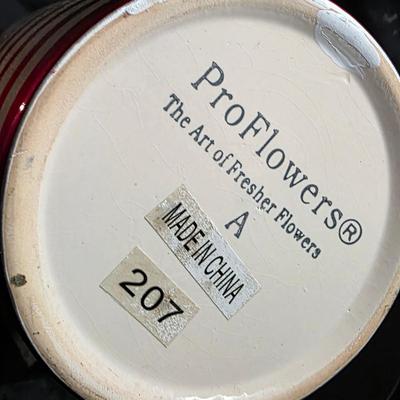 ProFlowers®
The Art of Fresher Flowers
A
MADE IN CHINA
207